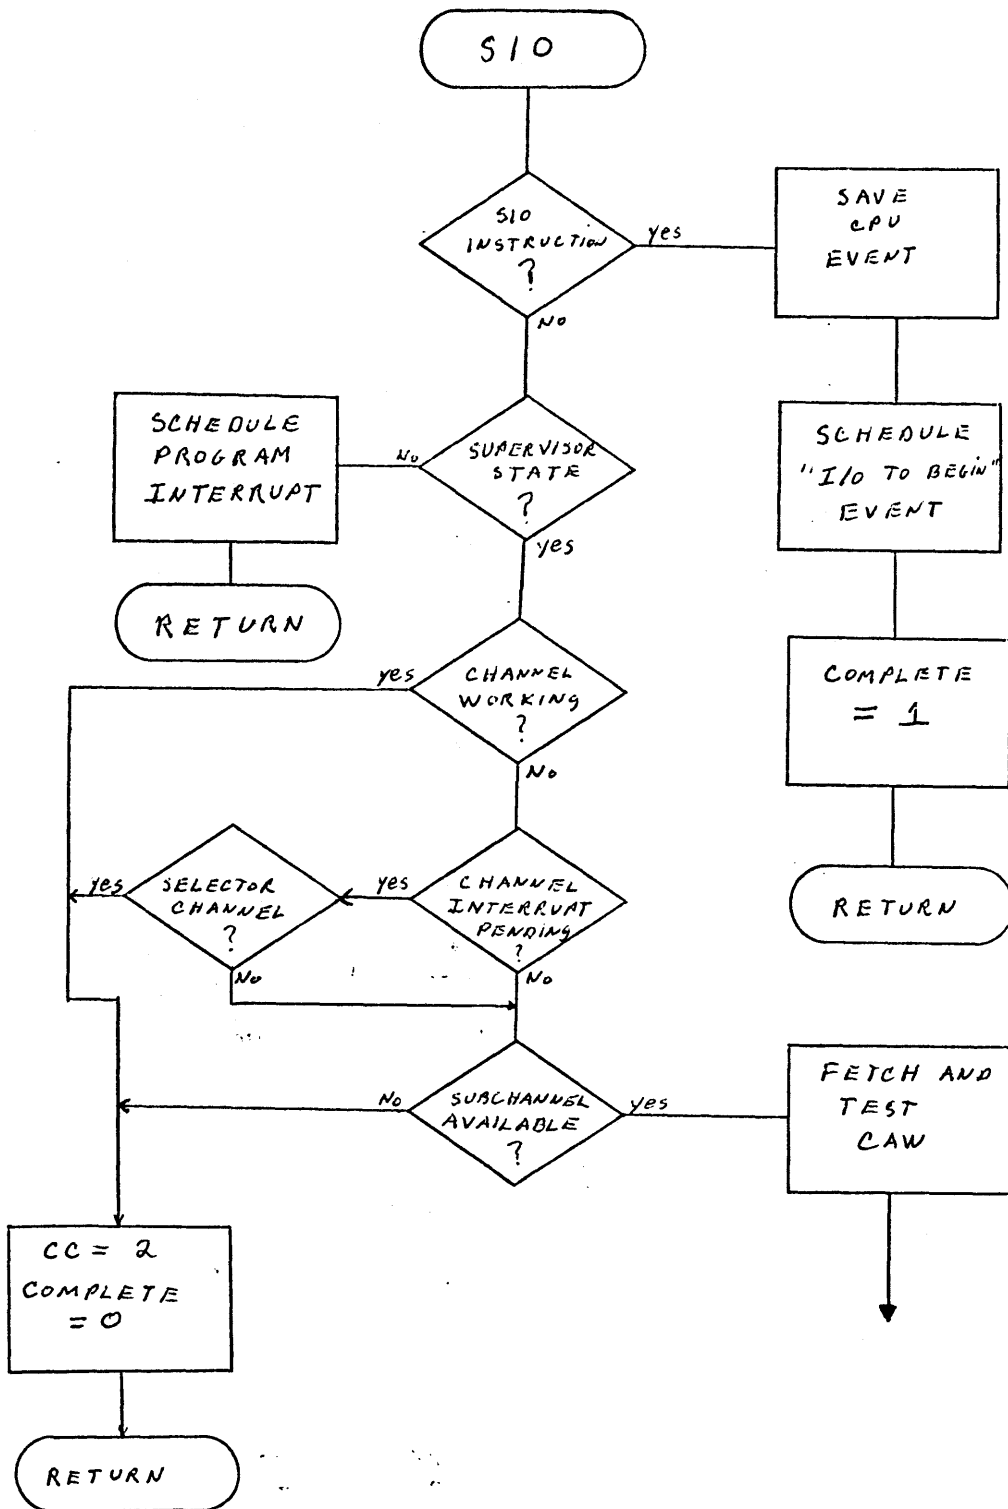 SIO
SIO
INSTRUCTION
?
yes
No
SAVE
CPU
EVENT
SCHEDULE
"I/O TO BEGIN"
EVENT
COMPLETE
= 1
RETURN
SUPERVISOR
STATE
?
No
yes
SCHEDULE
PROGRAM
INTERRUPT
RETURN
CHANNEL
WORKING
?
yes
No
CHANNEL
INTERRUPT
PENDING
?
yes
No
SELECTOR
CHANNEL
?
yes
No
SUBCHANNEL
AVAILABLE
?
No
yes
FETCH AND
TEST
CAW
CC = 2
COMPLETE
= 0
RETURN